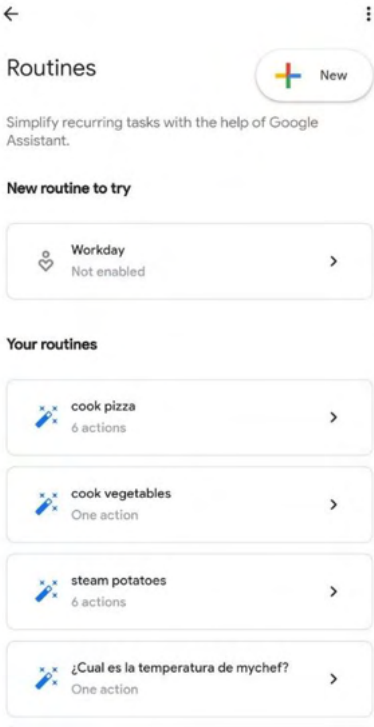 Routines
New
Simplify recurring tasks with the help of Google
Assistant.
New routine to try
Workday
Not enabled
Your routines
cook pizza
6 actions
cook vegetables
One action
steam potatoes
6 actions
¿Cual es la temperatura de mychef?
One action